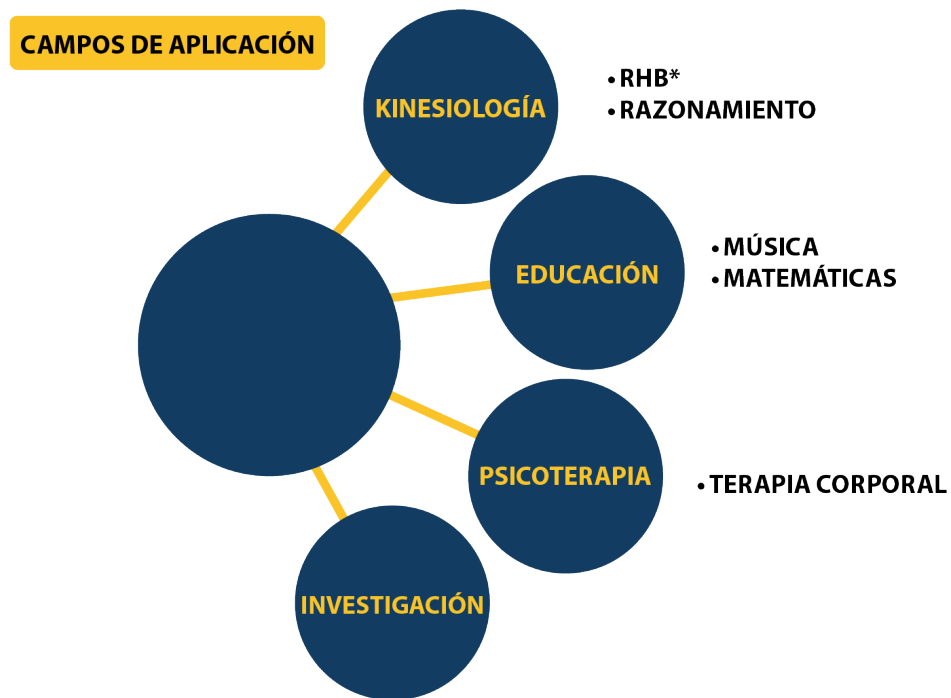 CAMPOS DE APLICACIÓN
KINESIOLOGÍA
• RHB*
• RAZONAMIENTO
EDUCACIÓN
• MÚSICA
• MATEMÁTICAS
PSICOTERAPIA
• TERAPIA CORPORAL
INVESTIGACIÓN